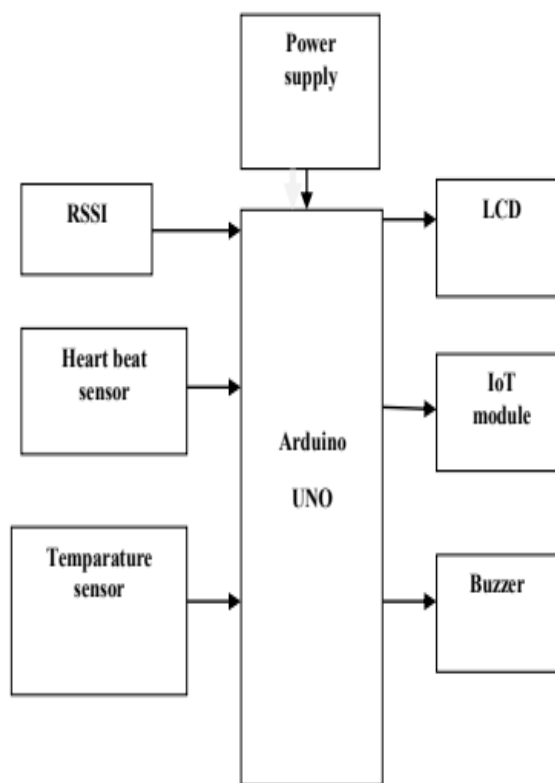 Power
supply
RSSI
LCD
Heart beat
sensor
IoT
module
Arduino
UNO
Temparature
sensor
Buzzer